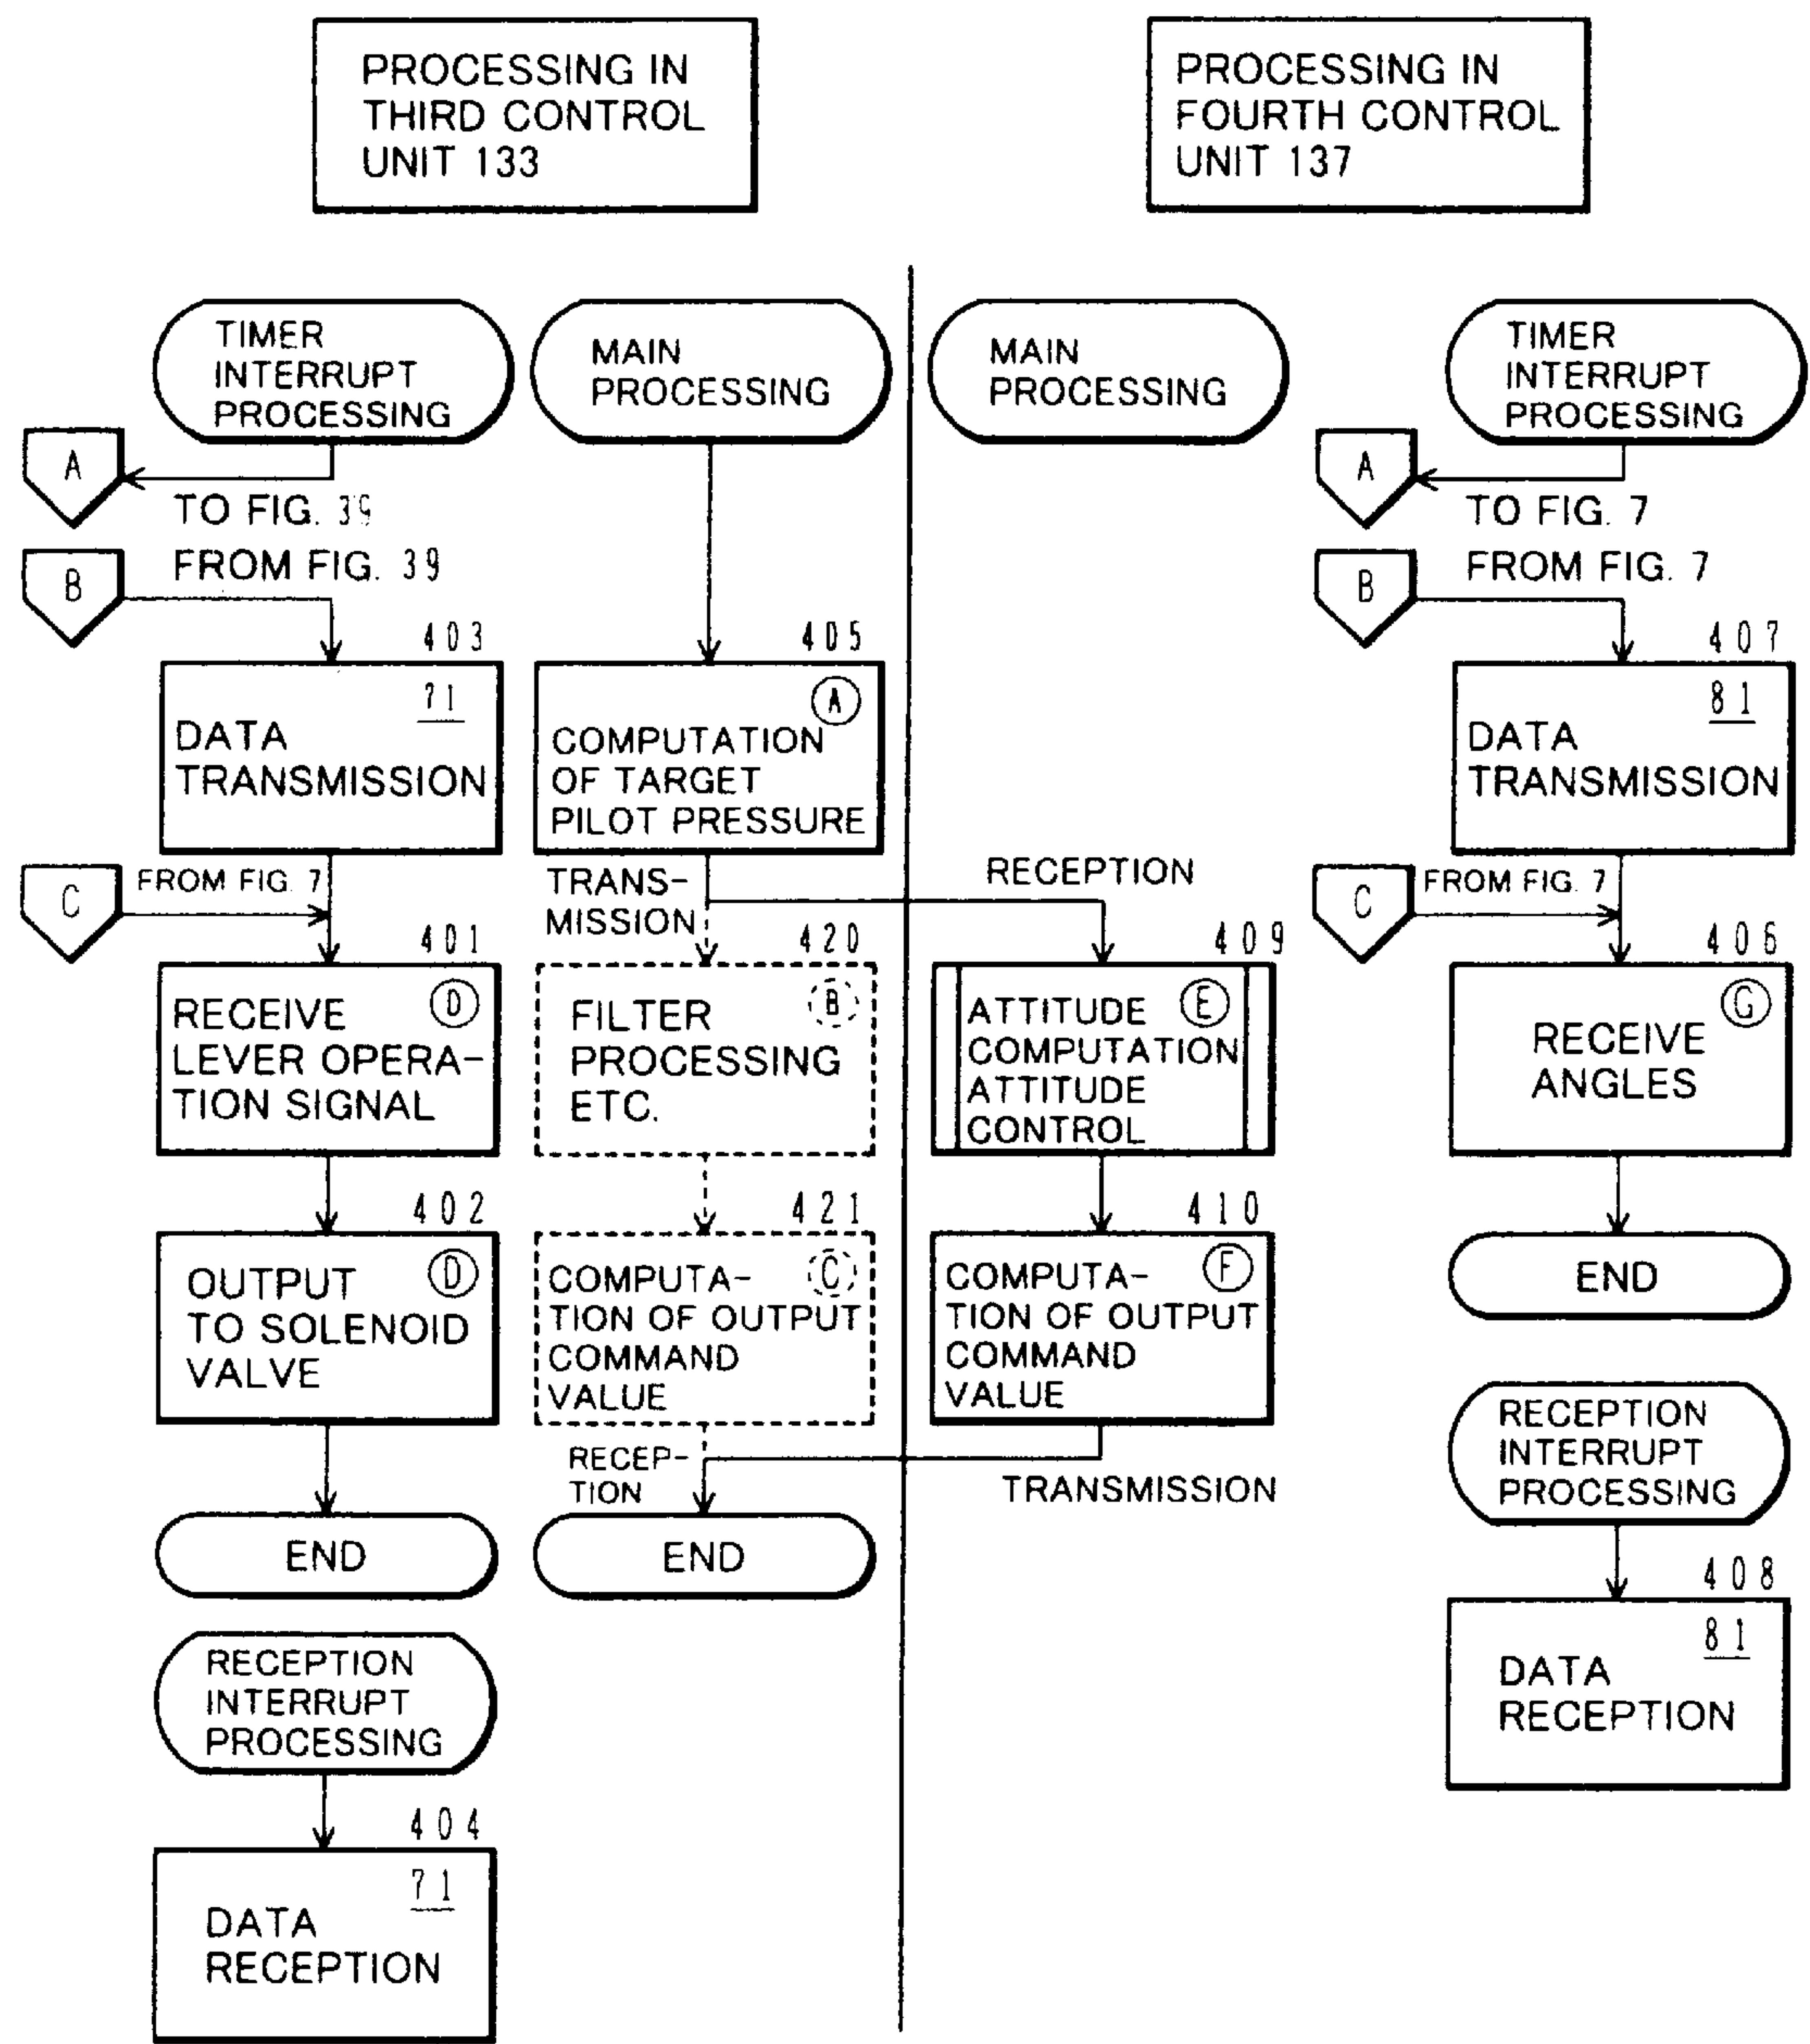 PROCESSING IN
THIRD CONTROL
UNIT 133
PROCESSING IN
FOURTH CONTROL
UNIT 137
TIMER
INTERRUPT
PROCESSING
A
TO FIG. 39
FROM FIG. 39
B
403
71
DATA
TRANSMISSION
C
FROM FIG. 7
401
D
RECEIVE
LEVER OPERA-
TION SIGNAL
402
D
OUTPUT
TO SOLENOID
VALVE
END
RECEPTION
INTERRUPT
PROCESSING
404
71
DATA
RECEPTION
MAIN
PROCESSING
405
A
COMPUTATION
OF TARGET
PILOT PRESSURE
TRANS-
MISSION
420
B
FILTER
PROCESSING
ETC.
421
C
COMPUTA-
TION OF OUTPUT
COMMAND
VALUE
RECEP-
TION
END
MAIN
PROCESSING
RECEPTION
409
E
ATTITUDE
COMPUTATION
ATTITUDE
CONTROL
410
F
COMPUTA-
TION OF OUTPUT
COMMAND
VALUE
TRANSMISSION
TIMER
INTERRUPT
PROCESSING
A
TO FIG. 7
FROM FIG. 7
B
407
81
DATA
TRANSMISSION
C
FROM FIG. 7
406
G
RECEIVE
ANGLES
END
RECEPTION
INTERRUPT
PROCESSING
408
81
DATA
RECEPTION